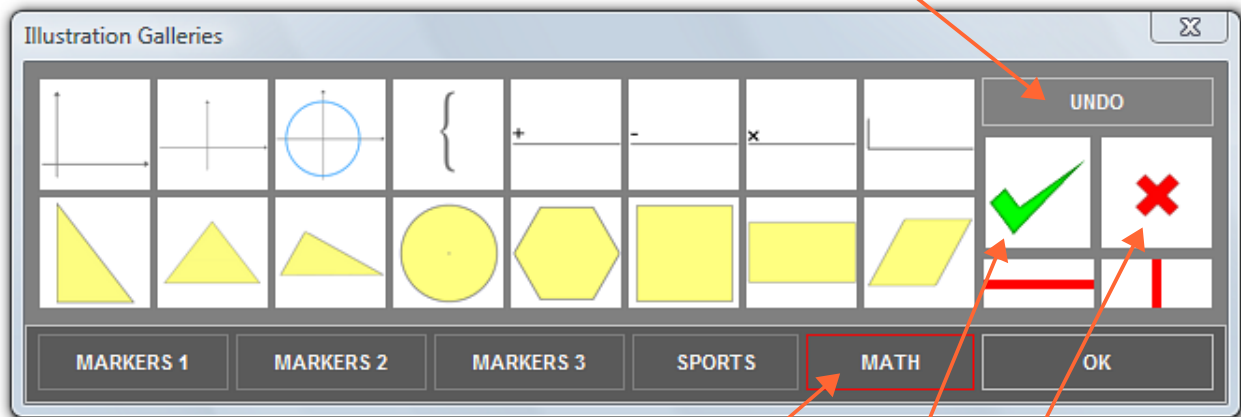 Illustration Galleries
UNDO
+
-
x
MARKERS 1
MARKERS 2
MARKERS 3
SPORTS
MATH
OK